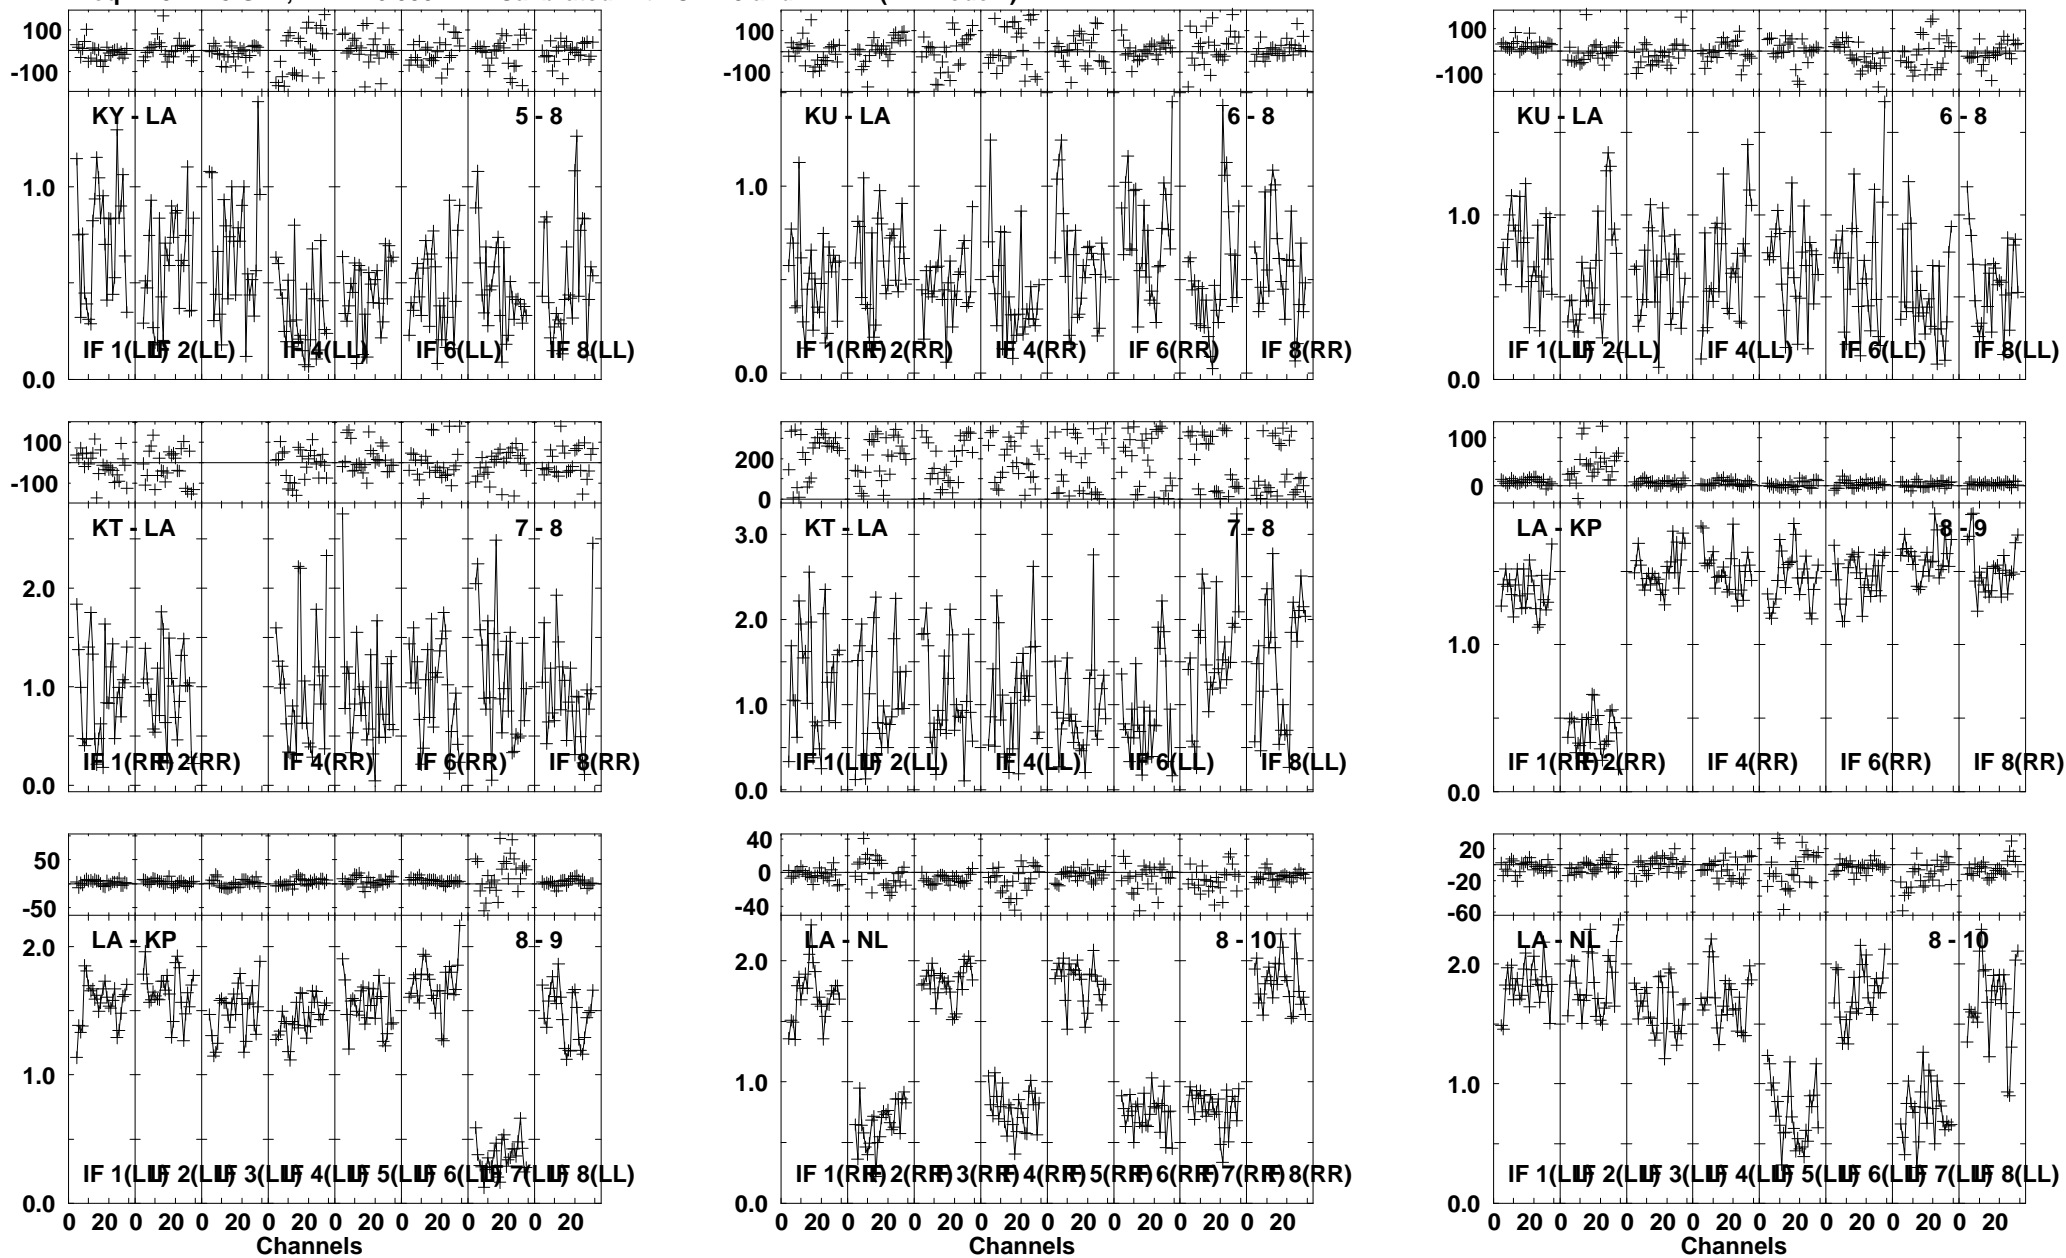 100
-100
KY - LA 5 - 8
1.0
0.0
IF 1(LL) IF 2(LL) IF 4(LL) IF 6(LL) IF 8(LL)
100
-100
KU - LA 6 - 8
1.0
0.0
IF 1(RR) IF 2(RR) IF 4(RR) IF 6(RR) IF 8(RR)
100
-100
KU - LA 6 - 8
1.0
0.0
IF 1(LL) IF 2(LL) IF 4(LL) IF 6(LL) IF 8(LL)
100
-100
KT - LA 7 - 8
2.0
1.0
0.0
IF 1(RR) IF 2(RR) IF 4(RR) IF 6(RR) IF 8(RR)
200
0
KT - LA 7 - 8
3.0
2.0
1.0
0.0
IF 1(LL) IF 2(LL) IF 4(LL) IF 6(LL) IF 8(LL)
100
0
LA - KP 8 - 9
1.0
0.0
IF 1(RR) IF 2(RR) IF 4(RR) IF 6(RR) IF 8(RR)
50
-50
LA - KP 8 - 9
2.0
1.0
0.0
IF 1(LL) IF 2(LL) IF 3(LL) IF 4(LL) IF 5(LL) IF 6(LL) IF 7(LL) IF 8(LL)
0 20 0 20 0 20 0 20 0 20 0 20 0 20 0 20
Channels
40
0
-40
LA - NL 8 - 10
2.0
1.0
0.0
IF 1(RR) IF 2(RR) IF 3(RR) IF 4(RR) IF 5(RR) IF 6(RR) IF 7(RR) IF 8(RR)
0 20 0 20 0 20 0 20 0 20 0 20 0 20 0 20
Channels
20
-20
-60
LA - NL 8 - 10
2.0
1.0
0.0
IF 1(LL) IF 2(LL) IF 3(LL) IF 4(LL) IF 5(LL) IF 6(LL) IF 7(LL) IF 8(LL)
0 20 0 20 0 20 0 20 0 20 0 20 0 20 0 20
Channels